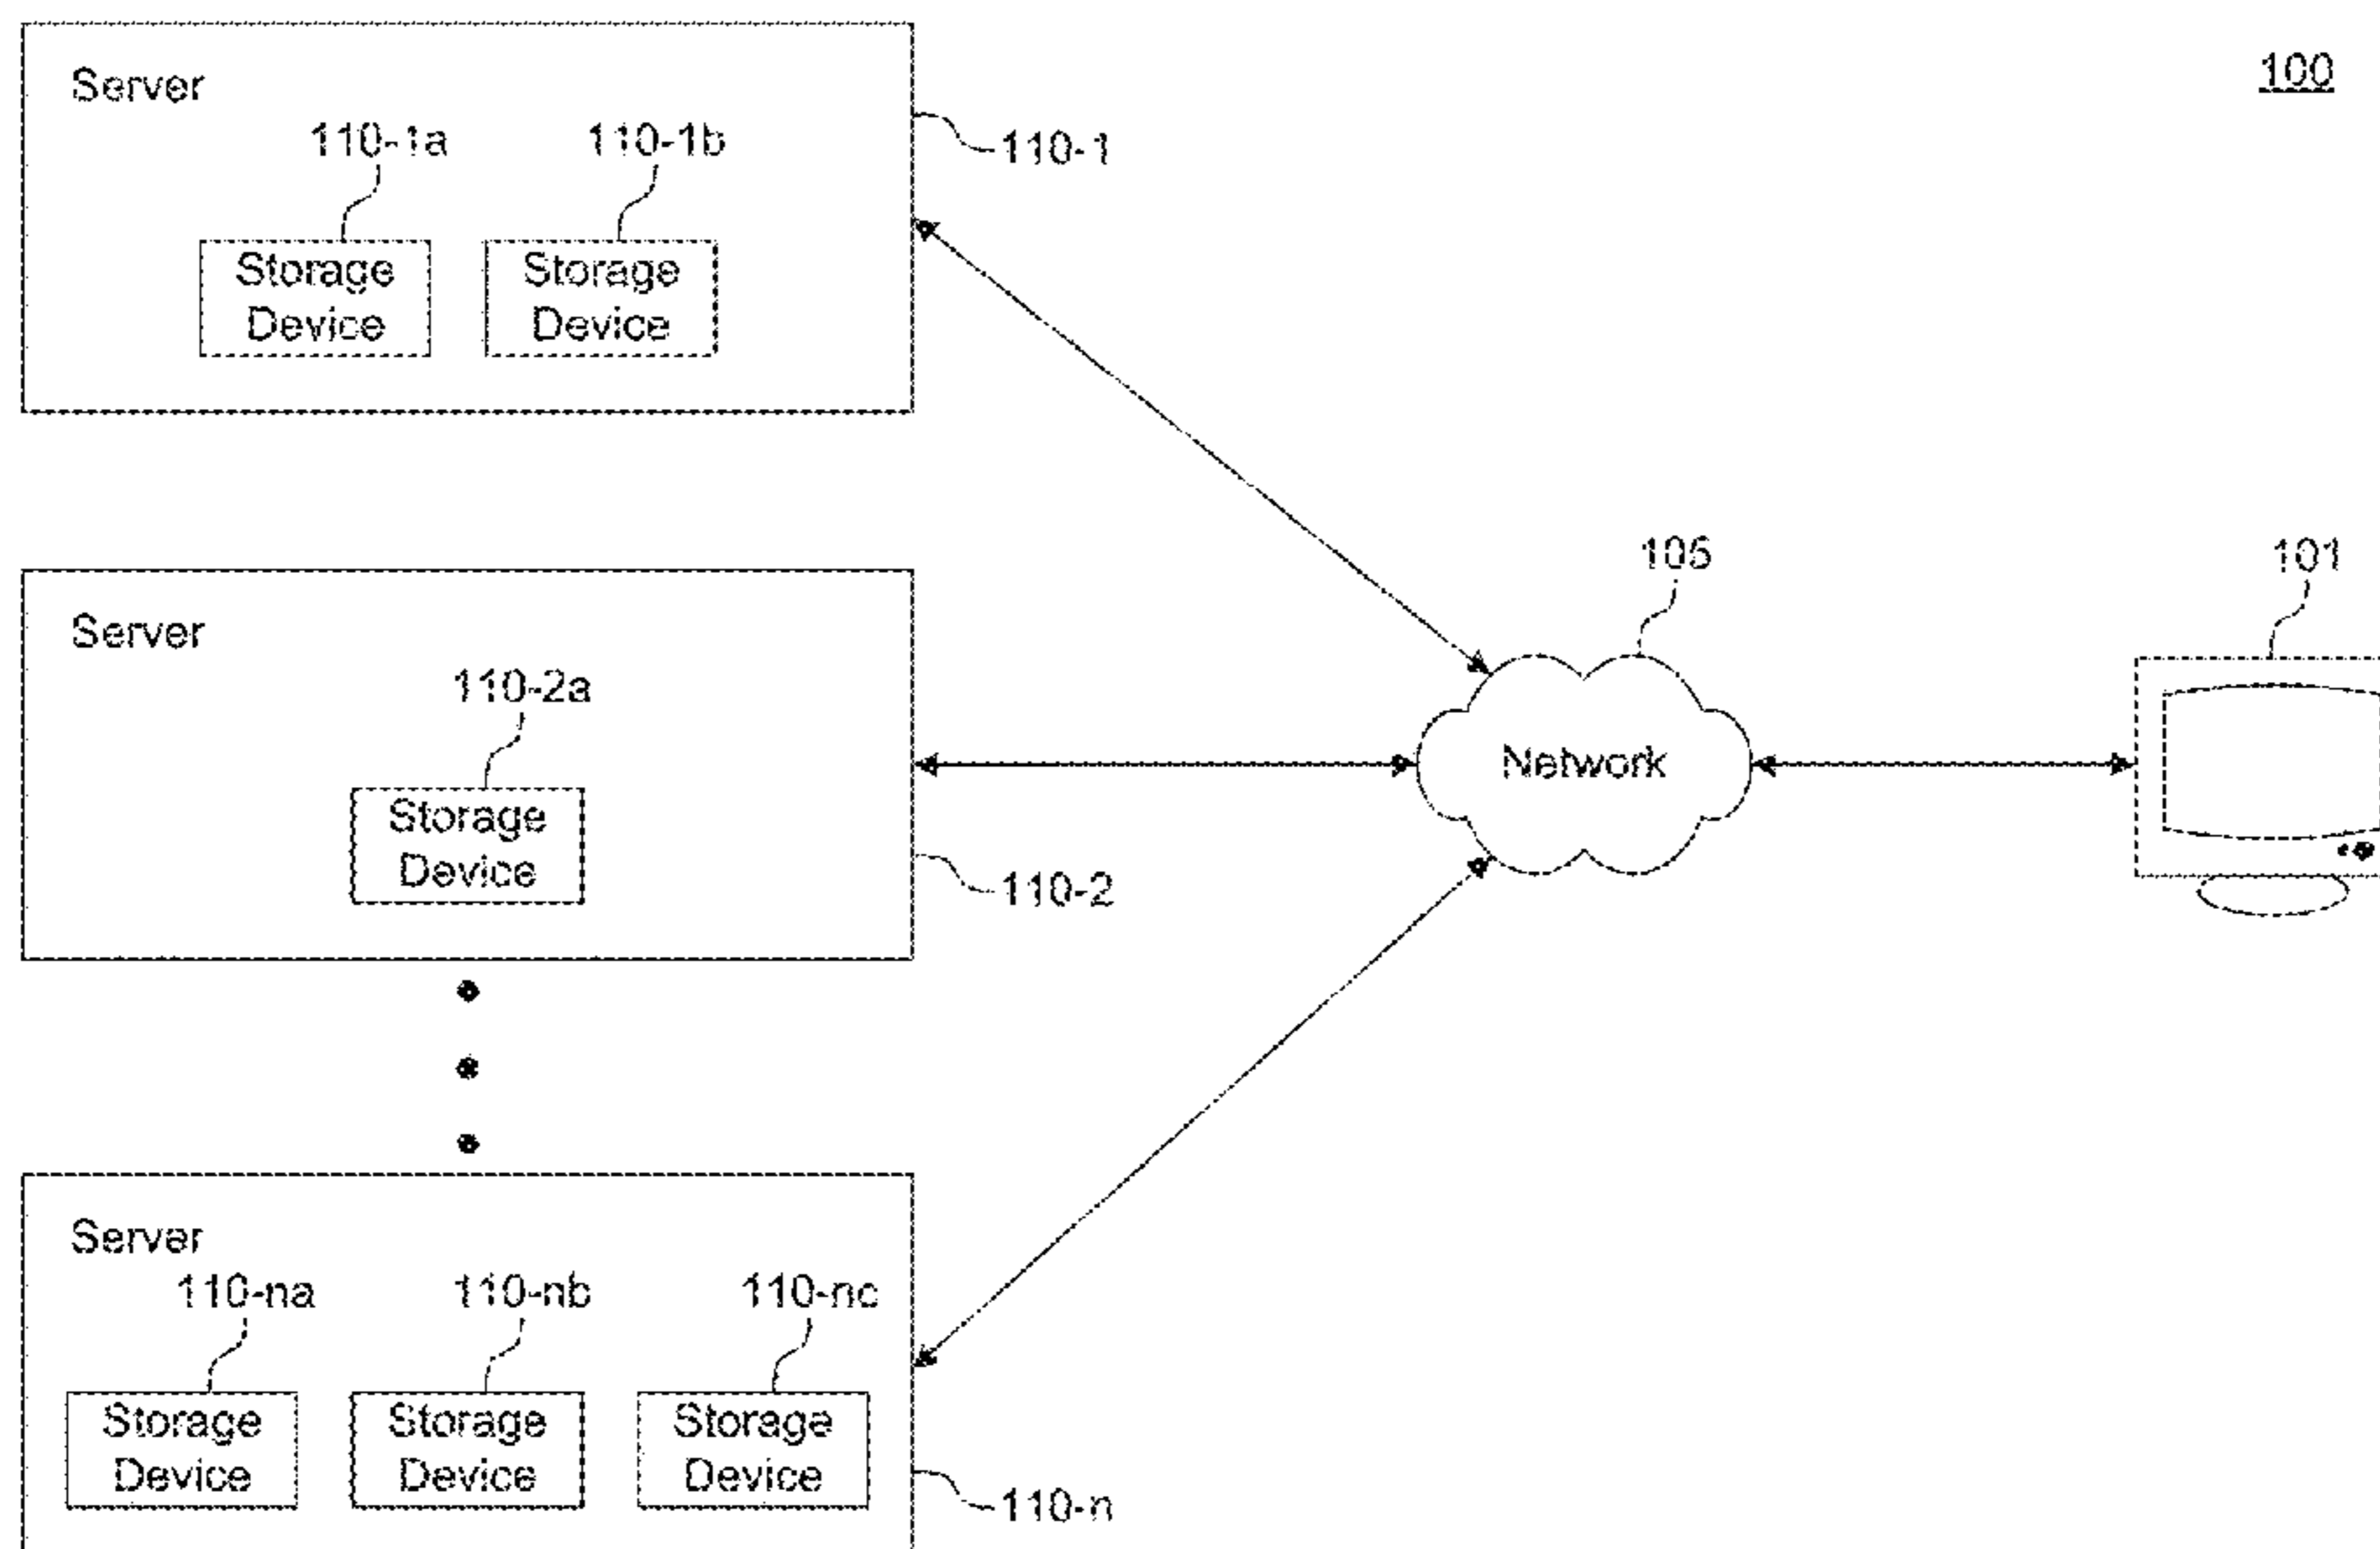 100
Server
110-1a 110-1b
110-1
Storage
Device
Storage
Device
105
101
Server
110-2a
Storage
Device
Network
110-2
Server
110-na 110-nb 110-nc
Storage
Device
Storage
Device
Storage
Device
110-n